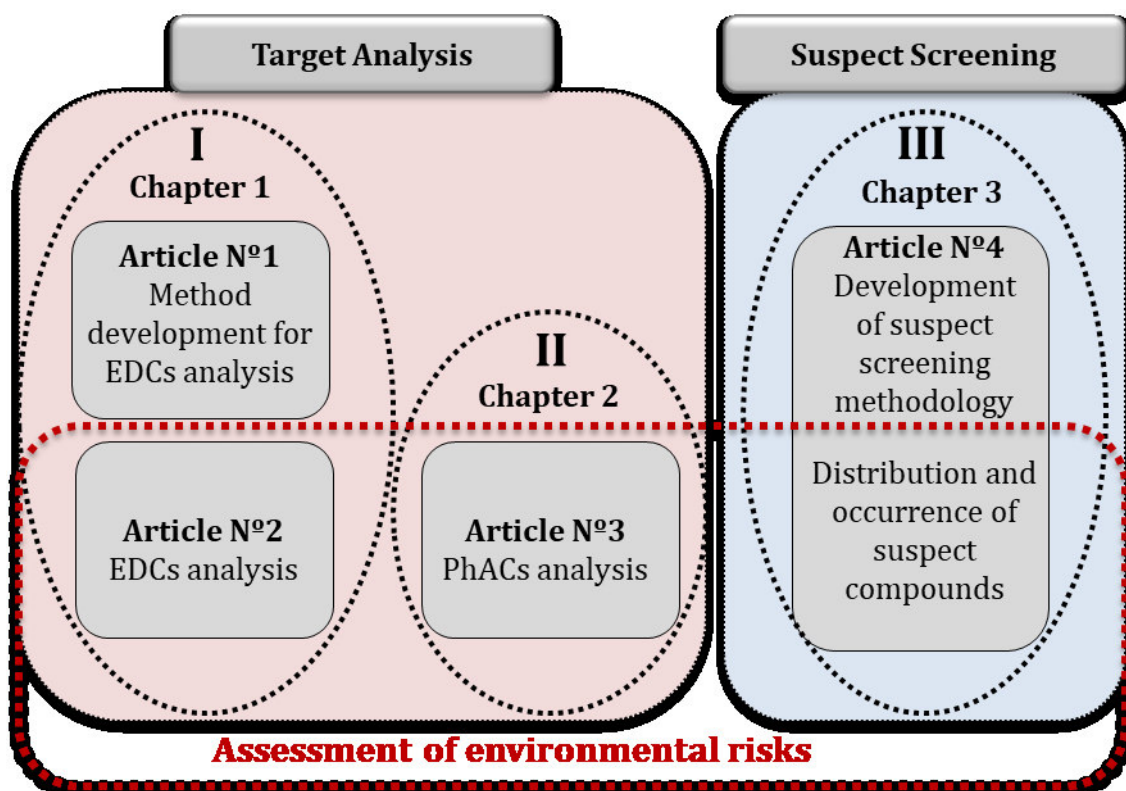 Target Analysis
Suspect Screening
I
Chapter 1
Article Nº1
Method
development for
EDCs analysis
Article Nº2
EDCs analysis
II
Chapter 2
Article Nº3
PhACs analysis
III
Chapter 3
Article Nº4
Development
of suspect
screening
methodology
Distribution and
occurrence of
suspect
compounds
Assessment of environmental risks